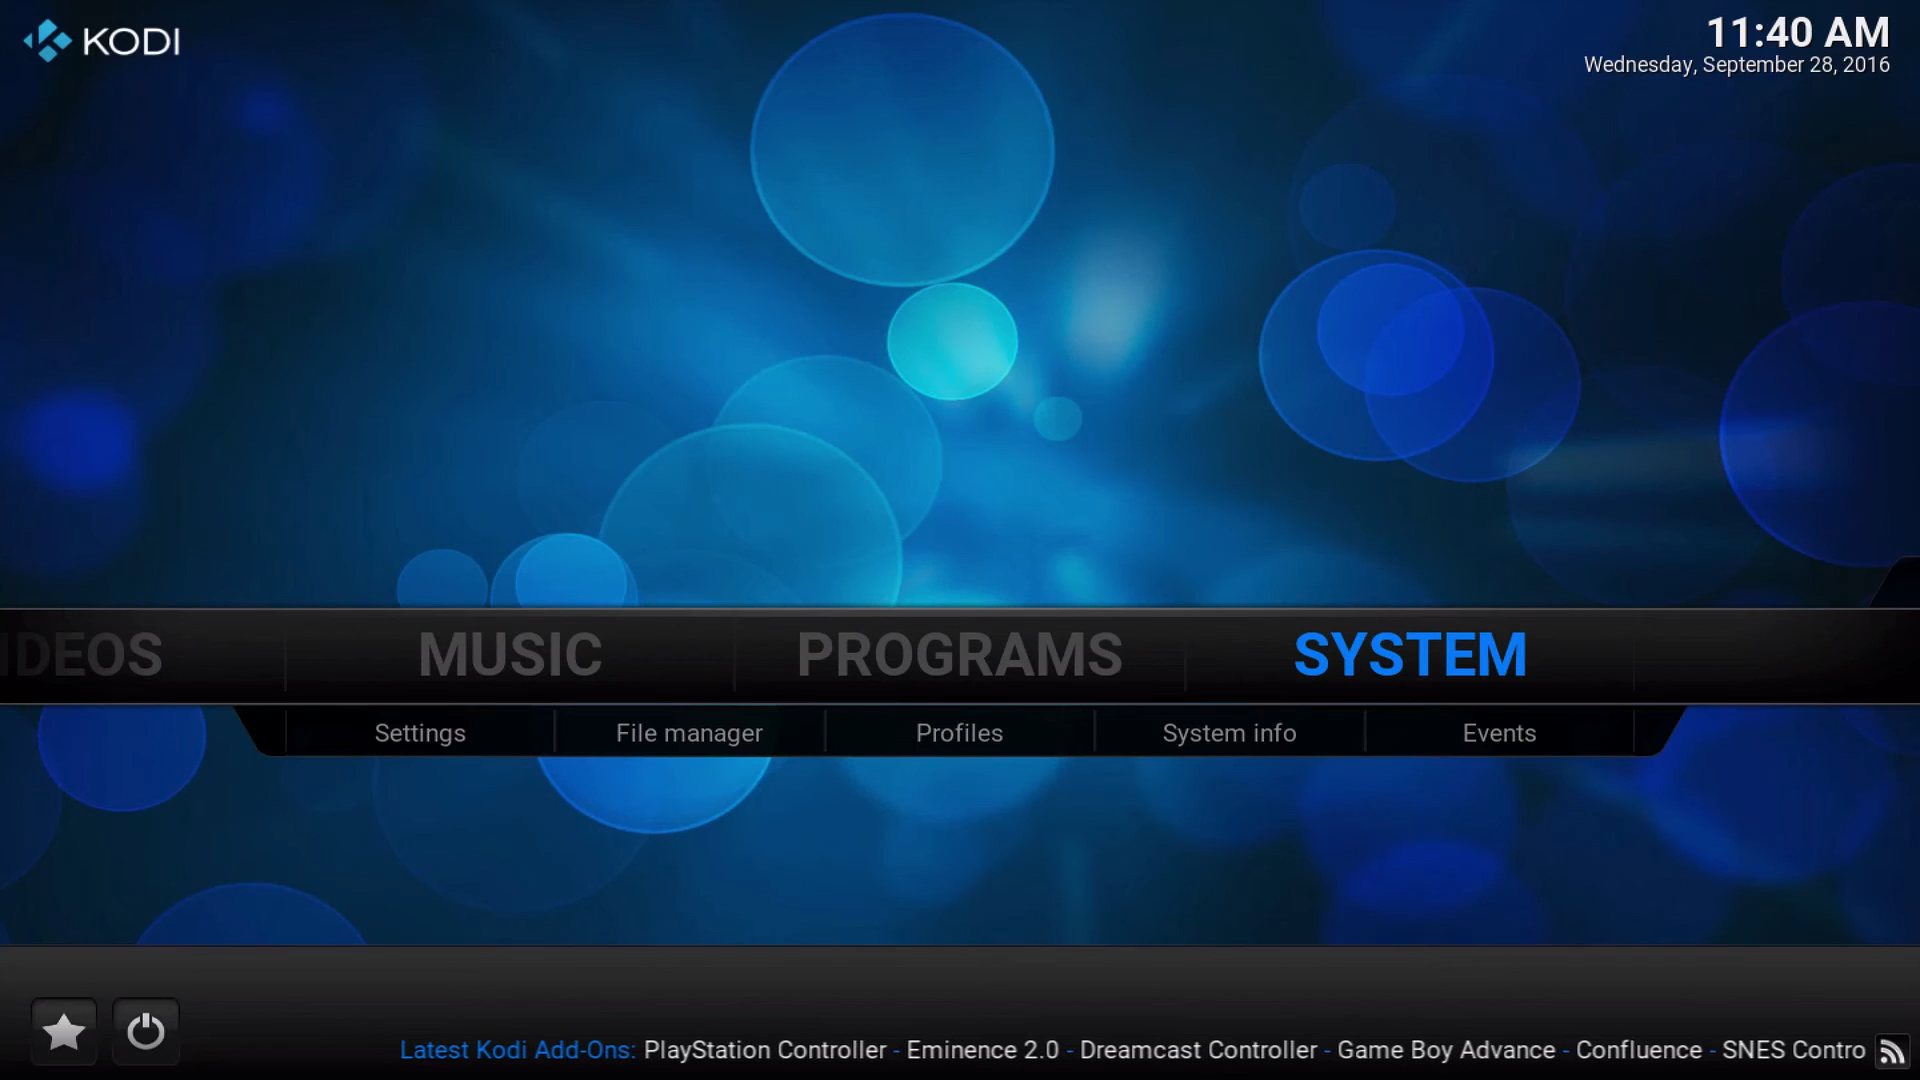 KODI
11:40 AM
Wednesday, September 28, 2016
IDEOS MUSIC PROGRAMS SYSTEM
Settings File manager Profiles System info Events
Latest Kodi Add-Ons: PlayStation Controller - Eminence 2.0 - Dreamcast Controller - Game Boy Advance - Confluence - SNES Contro